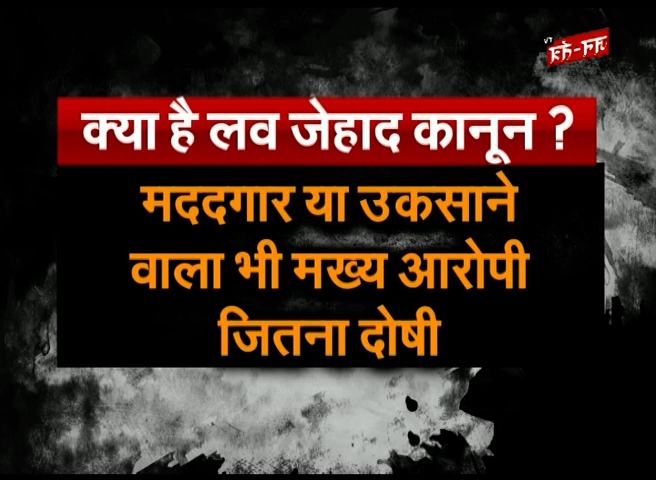 क्या है लव जेहाद कानून ?
मददगार या उकसाने
वाला भी मख्य आरोपी
जितना दोषी